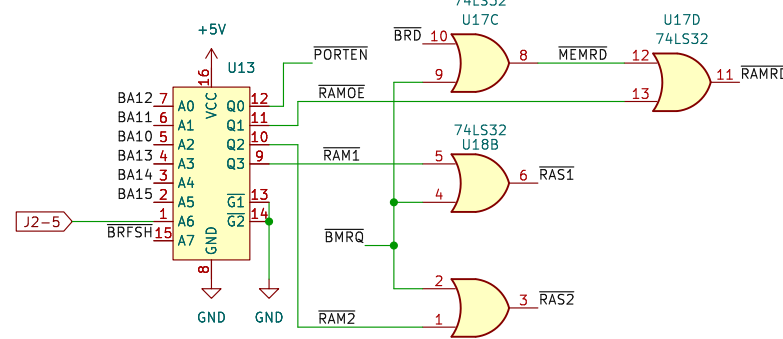 74LS32
U17C
U17D
74LS32
+5V
BRD 10
9
8
MEMRD
12
13
11
RAMRD
U13
16
VCC
PORTEN
RAMOE
BA12 7 A0 Q0 12
BA11 6 A1 Q1 11
BA10 5 A2 Q2 10
BA13 4 A3 Q3 9
BA14 3 A4
BA15 2 A5 G1 13
J2-5 1 A6 G2 14
BRFSH 15 A7
GND
8
GND
GND
RAM1
74LS32
U18B
5
4
6
RAS1
BMRQ
2
1
3
RAS2
RAM2